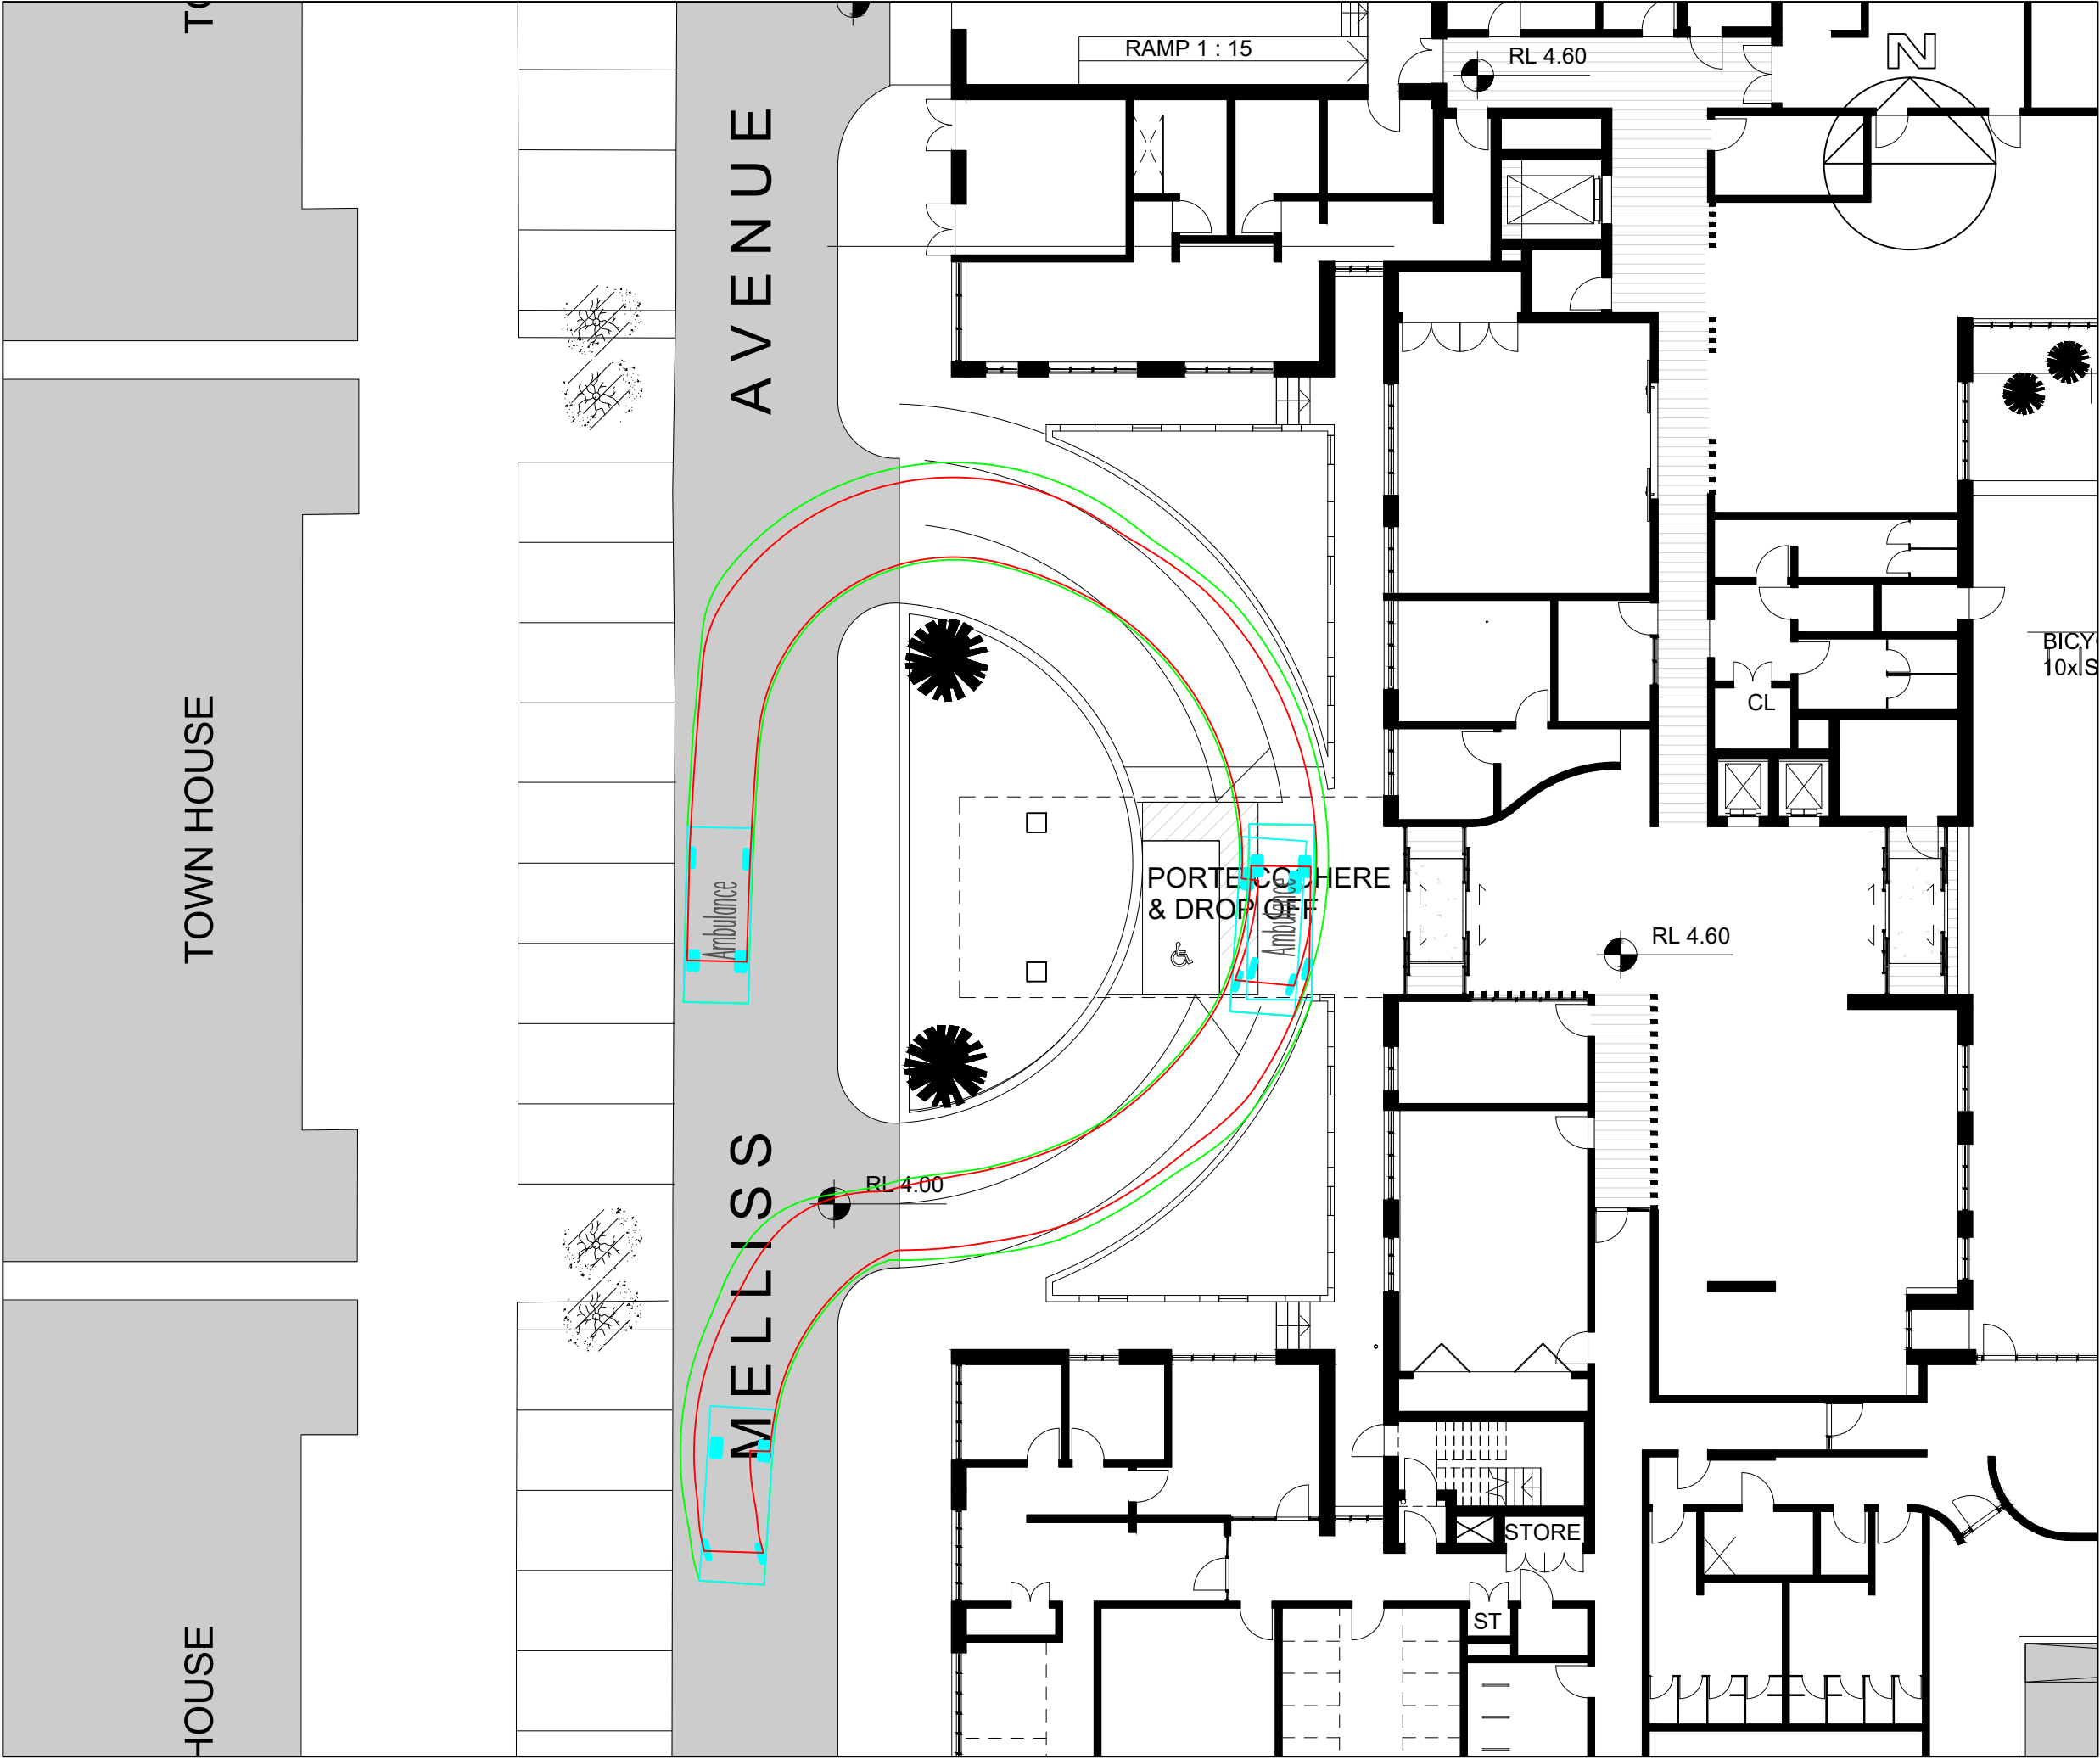 RAMP 1 : 15
RL 4.60
N
AVENUE
TOWN HOUSE
BICY
10x S
CL
PORTE COCHERE
& DROP OFF
Ambulance
Ambulance
RL 4.60
RL 4.00
MELLISS
STORE
ST
HOUSE